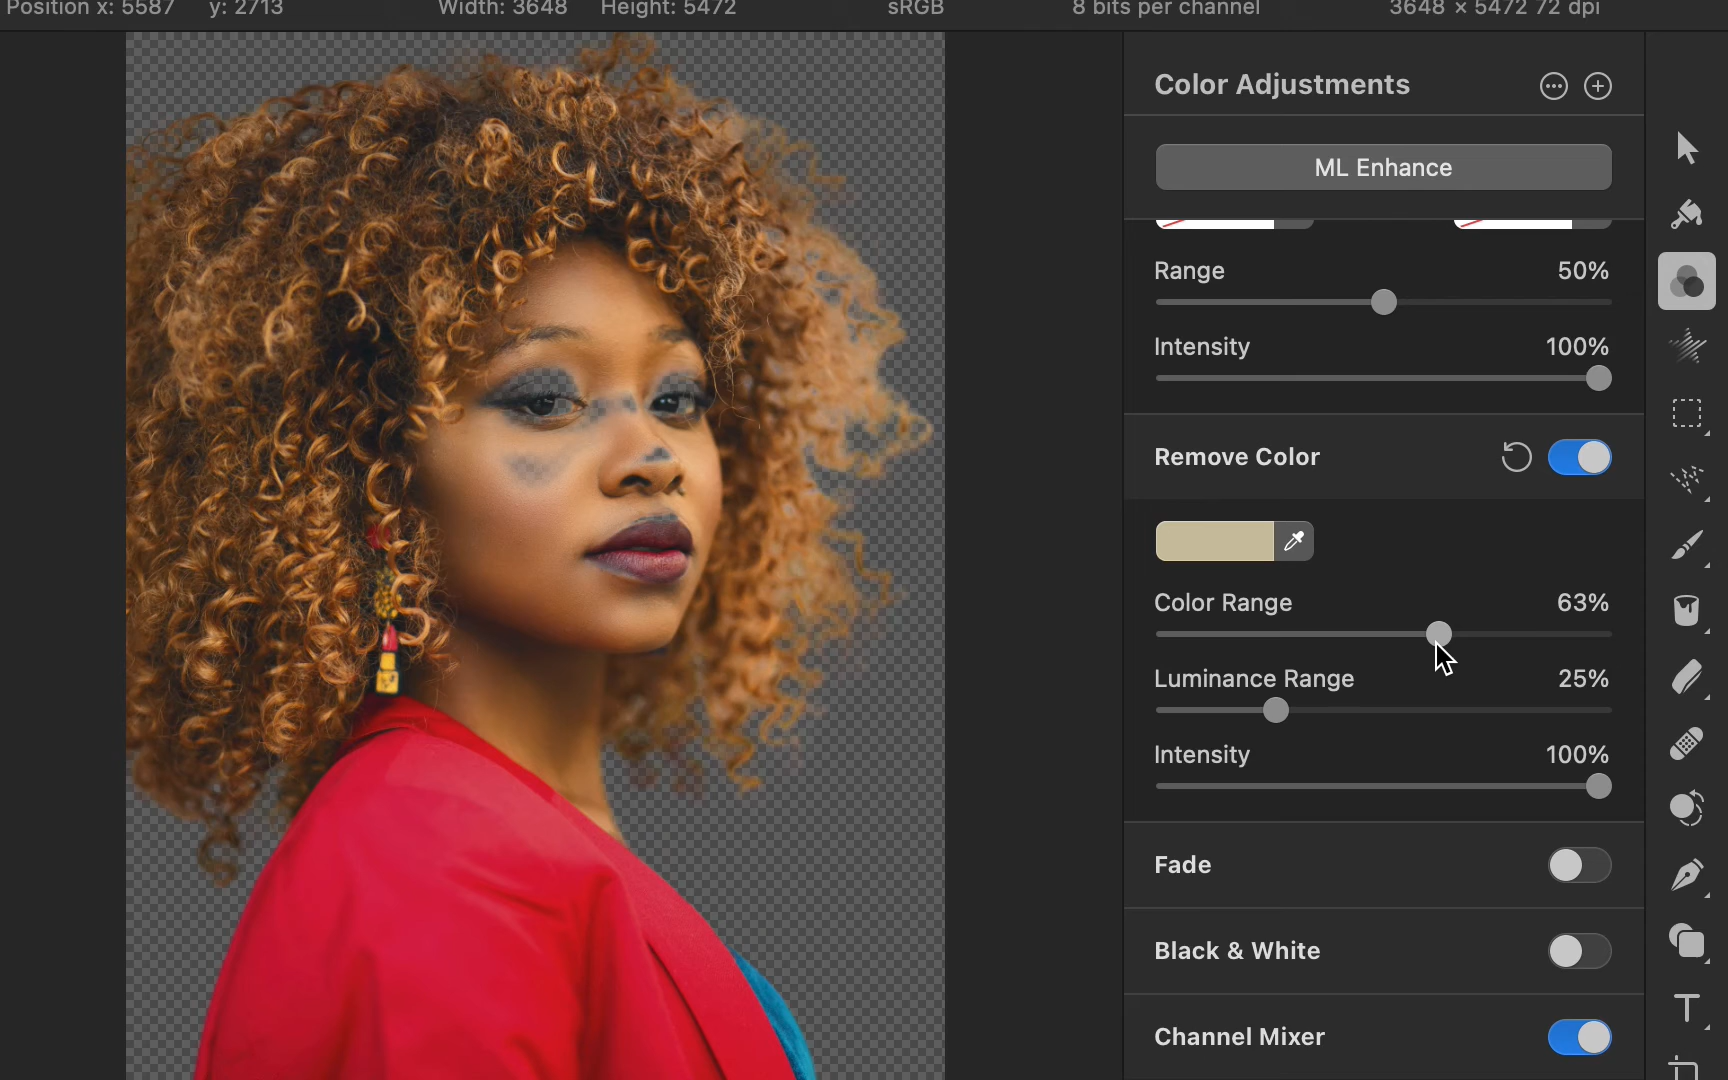 Position x: 5587 y: 2713 Width: 3648 Height: 5472 sRGB 8 bits per channel 3648 × 5472 72 dpi
Color Adjustments
ML Enhance
Range 50%
Intensity 100%
Remove Color
Color Range 63%
Luminance Range 25%
Intensity 100%
Fade
Black & White
Channel Mixer